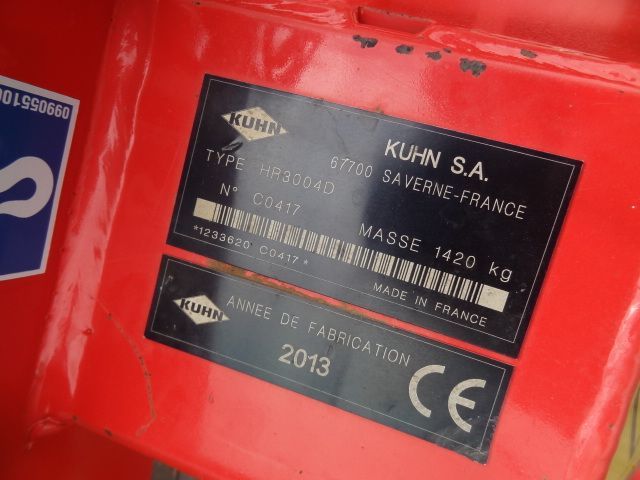 09905510
KUHN
KUHN S.A.
67700 SAVERNE-FRANCE
TYPE HR3004D
N° C0417
MASSE 1420 kg
*1233620 C0417*
MADE IN FRANCE
KUHN
ANNEE DE FABRICATION
2013
CE